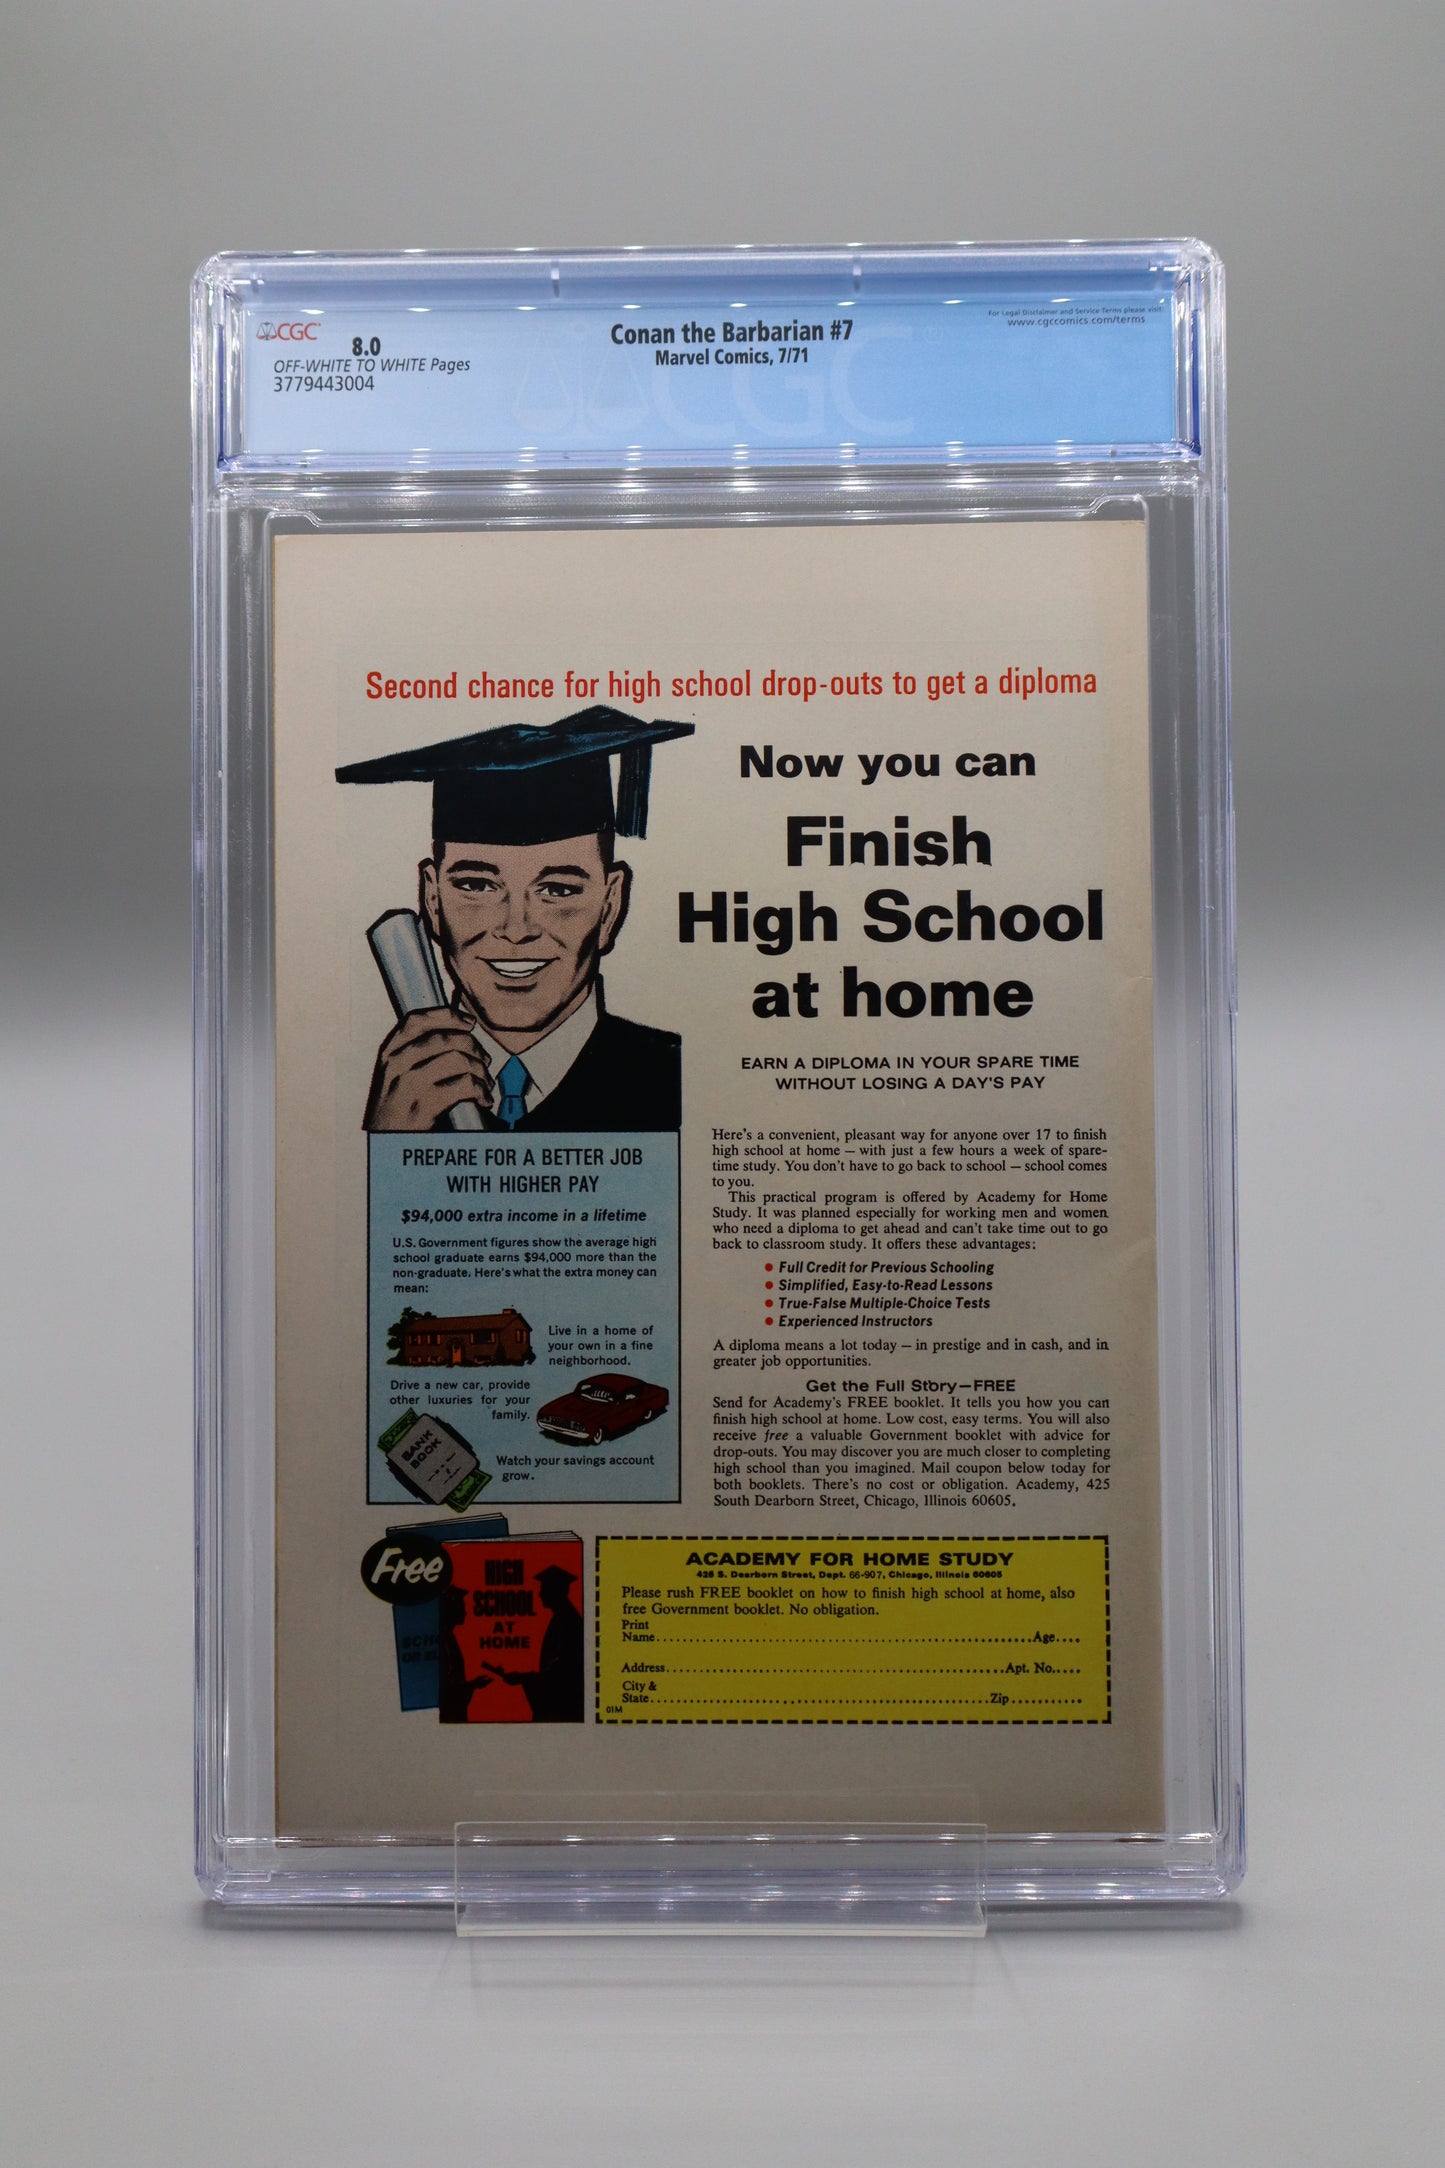 CGC
8.0
OFF-WHITE TO WHITE Pages
3779443004
Conan the Barbarian #7
Marvel Comics, 7/71
For Legal Disclaimer and Service Terms please visit:
www.cgccomics.com/terms
CGC
Second chance for high school drop-outs to get a diploma
Now you can
Finish
High School
at home
EARN A DIPLOMA IN YOUR SPARE TIME
WITHOUT LOSING A DAY'S PAY
Here's a convenient, pleasant way for anyone over 17 to finish
high school at home — with just a few hours a week of spare-
time study. You don't have to go back to school — school comes
to you.
This practical program is offered by Academy for Home
Study. It was planned especially for working men and women
who need a diploma to get ahead and can't take time out to go
back to classroom study. It offers these advantages:
● Full Credit for Previous Schooling
● Simplified, Easy-to-Read Lessons
● True-False Multiple-Choice Tests
● Experienced Instructors
A diploma means a lot today — in prestige and in cash, and in
greater job opportunities.
Get the Full Story—FREE
Send for Academy's FREE booklet. It tells you how you can
finish high school at home. Low cost, easy terms. You will also
receive free a valuable Government booklet with advice for
drop-outs. You may discover you are much closer to completing
high school than you imagined. Mail coupon below today for
both booklets. There's no cost or obligation. Academy, 425
South Dearborn Street, Chicago, Illinois 60605.
PREPARE FOR A BETTER JOB
WITH HIGHER PAY
$94,000 extra income in a lifetime
U.S. Government figures show the average high
school graduate earns $94,000 more than the
non-graduate. Here's what the extra money can
mean:
Live in a home of
your own in a fine
neighborhood.
Drive a new car, provide
other luxuries for your
family.
BANK
BOOK
Watch your savings account
grow.
Free
HIGH
SCHOOL
AT
HOME
ACADEMY FOR HOME STUDY
425 S. Dearborn Street, Dept. 66-907, Chicago, Illinois 60605
Please rush FREE booklet on how to finish high school at home, also
free Government booklet. No obligation.
Print
Name........Age....
Address........Apt. No.....
City &
State........Zip...........
01M